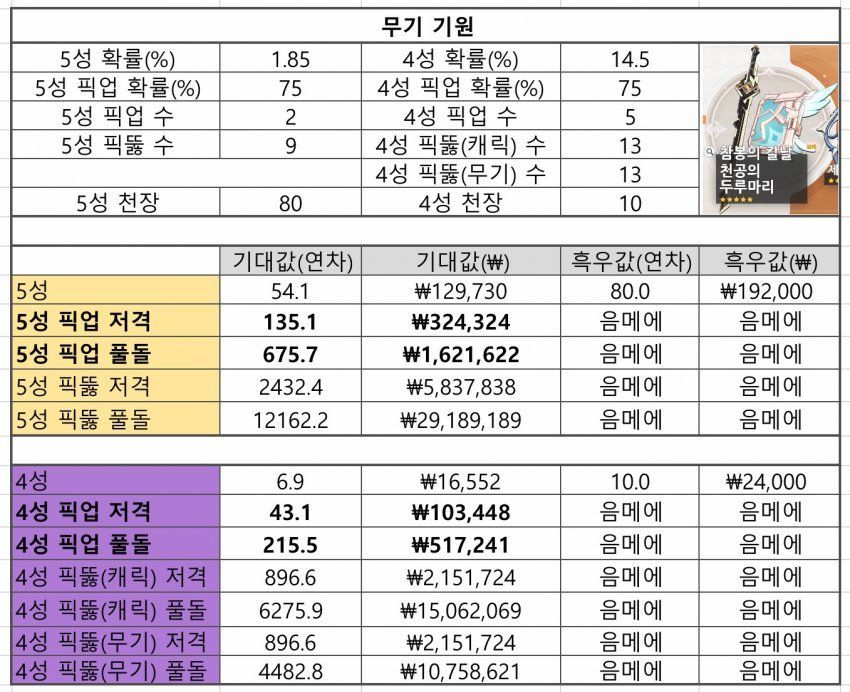 무기 기원
5성 확률(%) 1.85 4성 확률(%) 14.5
5성 픽업 확률(%) 75 4성 픽업 확률(%) 75
5성 픽업 수 2 4성 픽업 수 5
5성 픽뚫 수 9 4성 픽뚫(캐릭) 수 13
4성 픽뚫(무기) 수 13
5성 천장 80 4성 천장 10
참봉의 칼날
천공의
두루마리
기대값(연차) 기대값(₩) 흑우값(연차) 흑우값(₩)
5성 54.1 ₩129,730 80.0 ₩192,000
5성 픽업 저격 135.1 ₩324,324 음메에 음메에
5성 픽업 풀돌 675.7 ₩1,621,622 음메에 음메에
5성 픽뚫 저격 2432.4 ₩5,837,838 음메에 음메에
5성 픽뚫 풀돌 12162.2 ₩29,189,189 음메에 음메에
4성 6.9 ₩16,552 10.0 ₩24,000
4성 픽업 저격 43.1 ₩103,448 음메에 음메에
4성 픽업 풀돌 215.5 ₩517,241 음메에 음메에
4성 픽뚫(캐릭) 저격 896.6 ₩2,151,724 음메에 음메에
4성 픽뚫(캐릭) 풀돌 6275.9 ₩15,062,069 음메에 음메에
4성 픽뚫(무기) 저격 896.6 ₩2,151,724 음메에 음메에
4성 픽뚫(무기) 풀돌 4482.8 ₩10,758,621 음메에 음메에